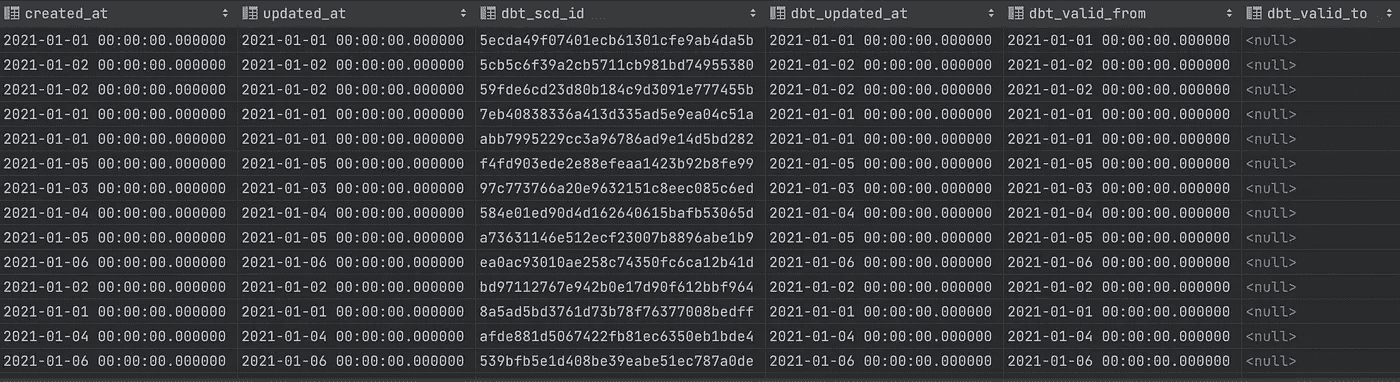 created_at updated_at dbt_scd_id dbt_updated_at dbt_valid_from dbt_valid_to
2021-01-01 00:00:00.000000 2021-01-01 00:00:00.000000 5ecda49f07401ecb61301cfe9ab4da5b 2021-01-01 00:00:00.000000 2021-01-01 00:00:00.000000 <null>
2021-01-02 00:00:00.000000 2021-01-02 00:00:00.000000 5cb5c6f39a2cb5711cb981bd74955380 2021-01-02 00:00:00.000000 2021-01-02 00:00:00.000000 <null>
2021-01-02 00:00:00.000000 2021-01-02 00:00:00.000000 59fde6cd23d80b184c9d3091e777455b 2021-01-02 00:00:00.000000 2021-01-02 00:00:00.000000 <null>
2021-01-01 00:00:00.000000 2021-01-01 00:00:00.000000 7eb40838336a413d335ad5e9ea04c51a 2021-01-01 00:00:00.000000 2021-01-01 00:00:00.000000 <null>
2021-01-01 00:00:00.000000 2021-01-01 00:00:00.000000 abb7995229cc3a96786ad9e14d5bd282 2021-01-01 00:00:00.000000 2021-01-01 00:00:00.000000 <null>
2021-01-05 00:00:00.000000 2021-01-05 00:00:00.000000 f4fd903ede2e88efeaa1423b92b8fe99 2021-01-05 00:00:00.000000 2021-01-05 00:00:00.000000 <null>
2021-01-03 00:00:00.000000 2021-01-03 00:00:00.000000 97c773766a20e9632151c8eec085c6ed 2021-01-03 00:00:00.000000 2021-01-03 00:00:00.000000 <null>
2021-01-04 00:00:00.000000 2021-01-04 00:00:00.000000 584e01ed90d4d162640615bafb53065d 2021-01-04 00:00:00.000000 2021-01-04 00:00:00.000000 <null>
2021-01-05 00:00:00.000000 2021-01-05 00:00:00.000000 a73631146e512ecf23007b8896abe1b9 2021-01-05 00:00:00.000000 2021-01-05 00:00:00.000000 <null>
2021-01-06 00:00:00.000000 2021-01-06 00:00:00.000000 ea0ac93010ae258c74350fc6ca12b41d 2021-01-06 00:00:00.000000 2021-01-06 00:00:00.000000 <null>
2021-01-02 00:00:00.000000 2021-01-02 00:00:00.000000 bd97112767e942b0e17d90f612bbf964 2021-01-02 00:00:00.000000 2021-01-02 00:00:00.000000 <null>
2021-01-01 00:00:00.000000 2021-01-01 00:00:00.000000 8a5ad5bd3761d73b78f76377008bedff 2021-01-01 00:00:00.000000 2021-01-01 00:00:00.000000 <null>
2021-01-04 00:00:00.000000 2021-01-04 00:00:00.000000 afde881d5067422fb81ec6350eb1bde4 2021-01-04 00:00:00.000000 2021-01-04 00:00:00.000000 <null>
2021-01-06 00:00:00.000000 2021-01-06 00:00:00.000000 539bfb5e1d408be39eabe51ec787a0de 2021-01-06 00:00:00.000000 2021-01-06 00:00:00.000000 <null>